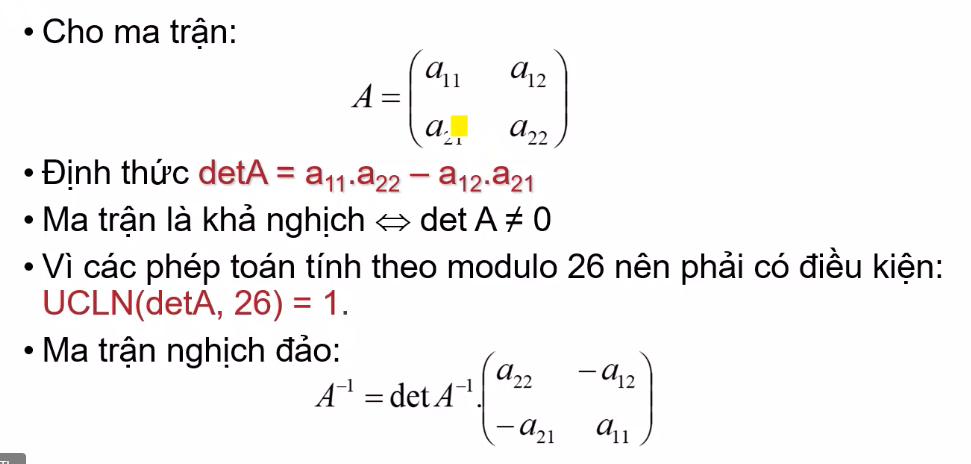 • Cho ma trận:
A = ( a11 a12
a21 a22 )
• Định thức detA = a11.a22 – a12.a21
• Ma trận là khả nghịch ⇔ det A ≠ 0
• Vì các phép toán tính theo modulo 26 nên phải có điều kiện:
UCLN(detA, 26) = 1.
• Ma trận nghịch đảo:
A⁻¹ = det A⁻¹. ( a22 −a12
−a21 a11 )